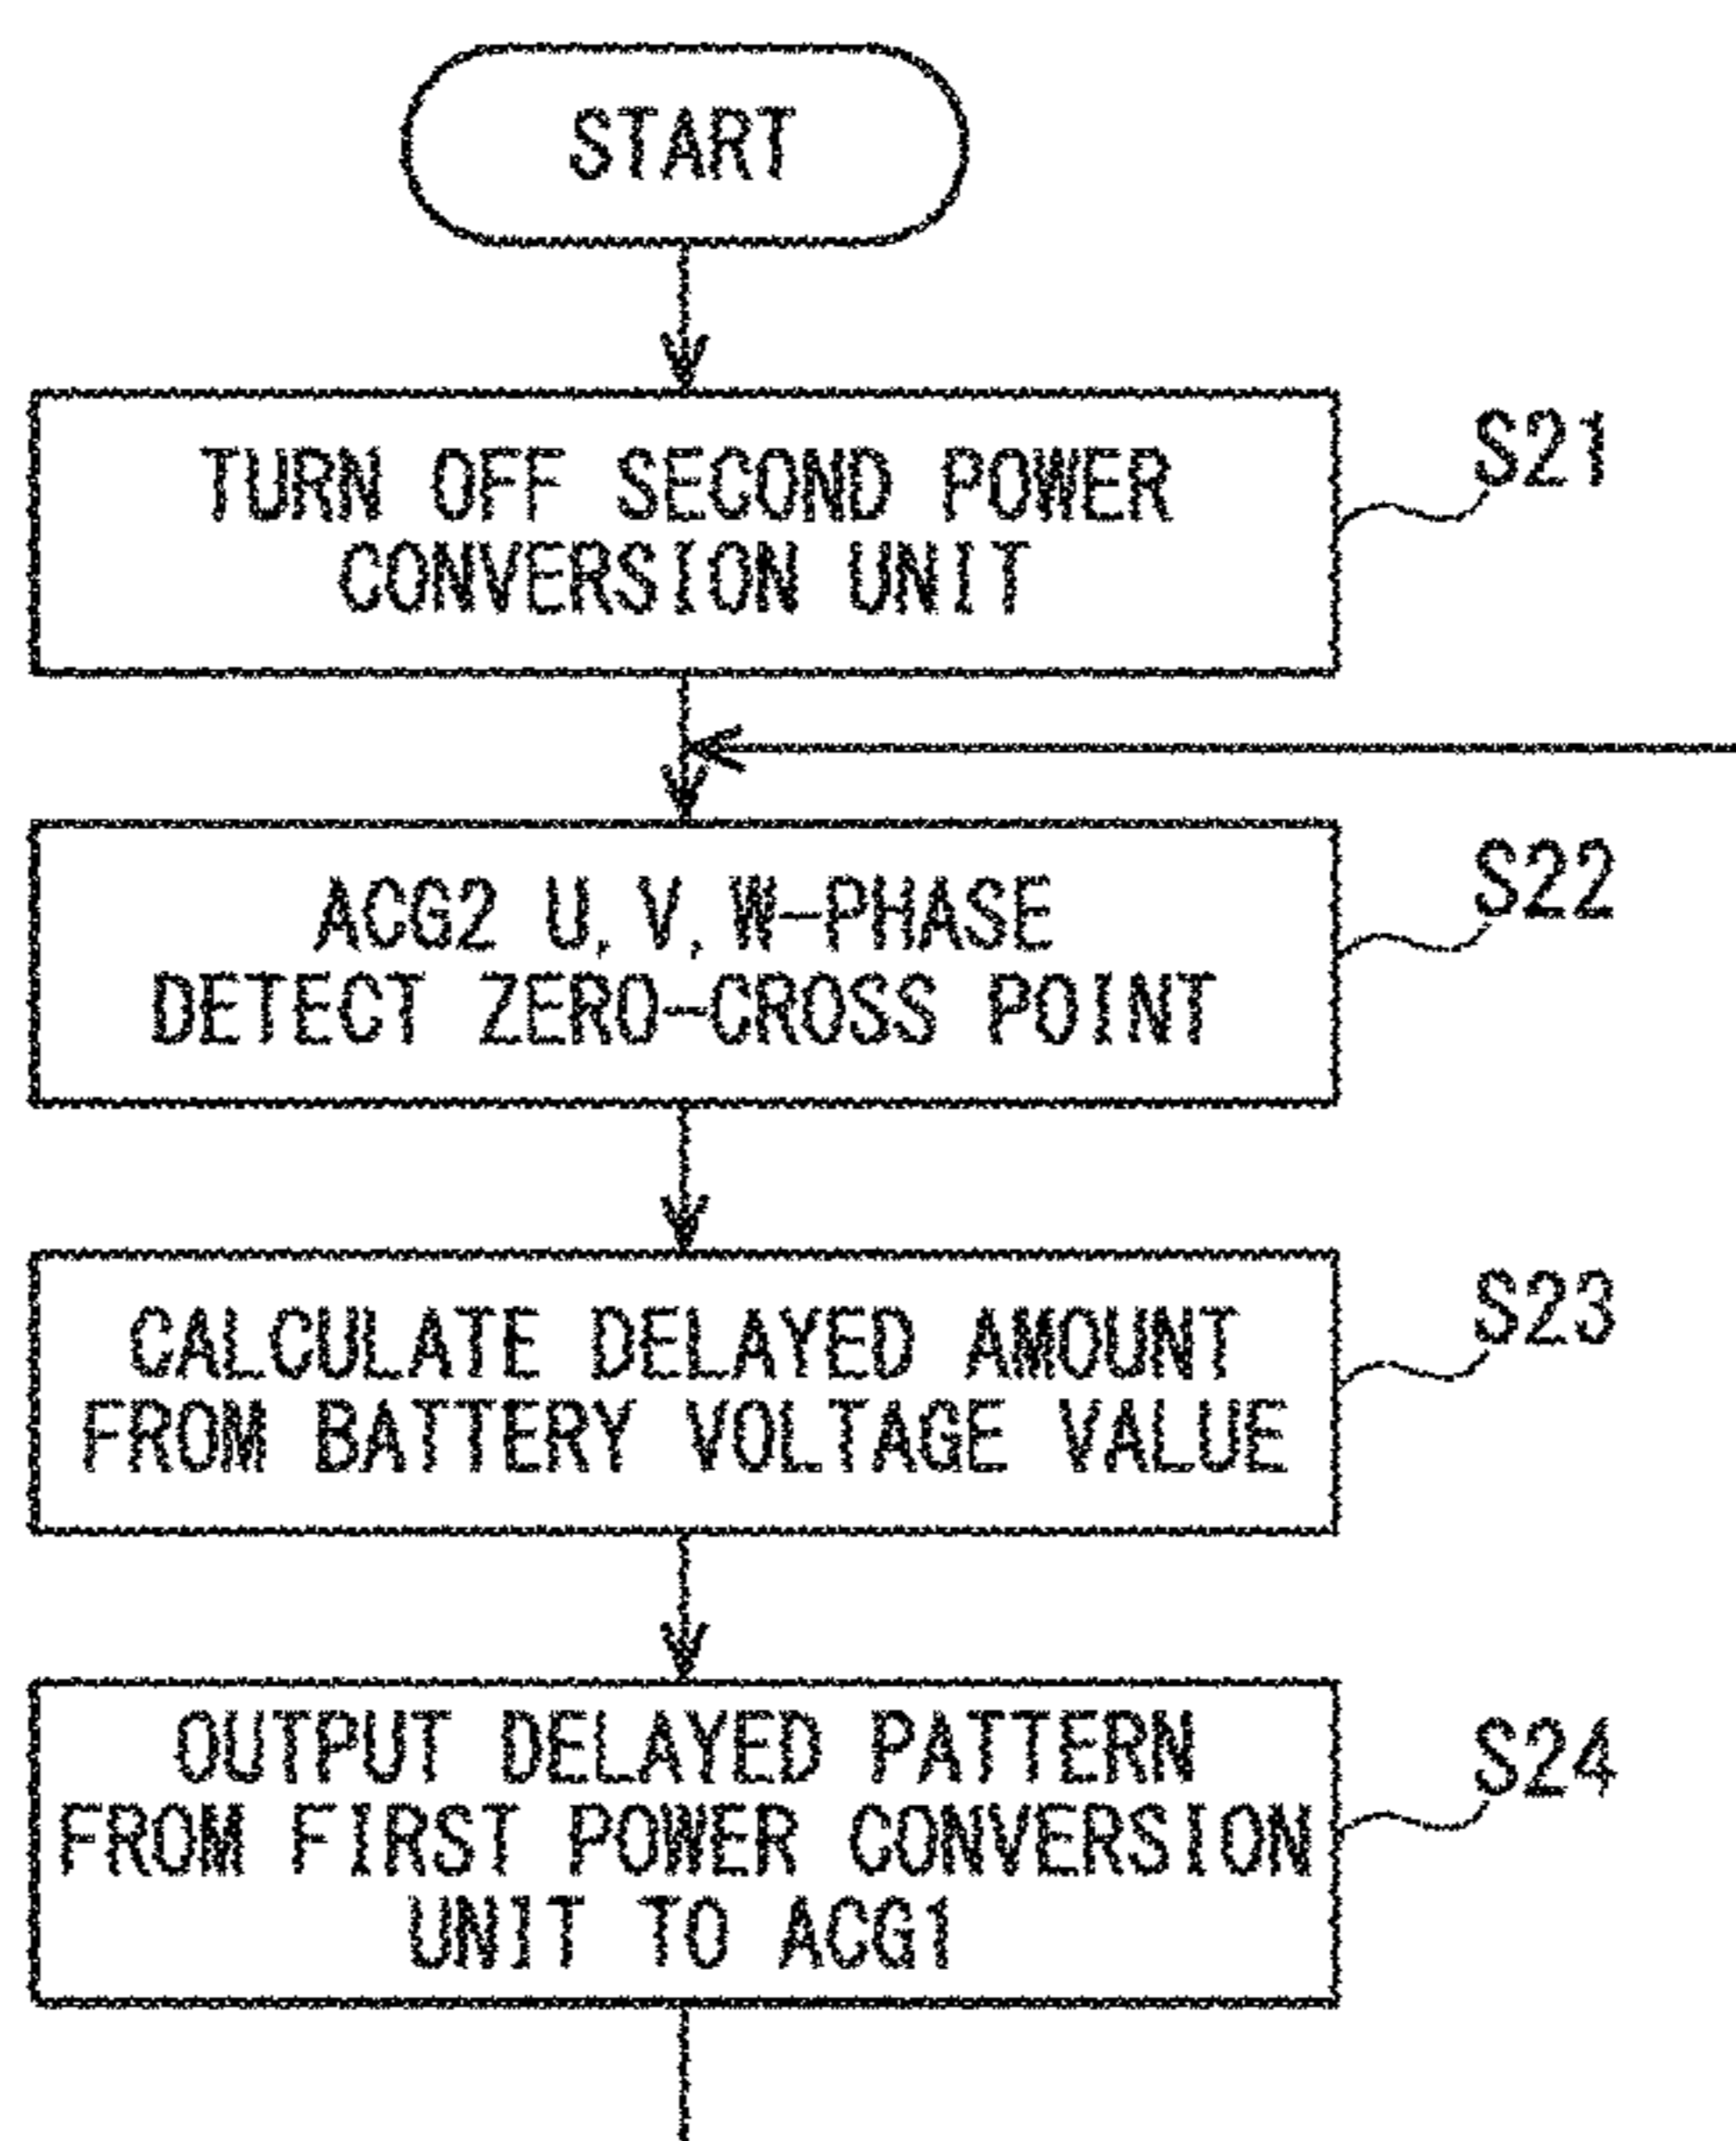 START
TURN OFF SECOND POWER
CONVERSION UNIT
S21
ACG2 U, V, W-PHASE
DETECT ZERO-CROSS POINT
S22
CALCULATE DELAYED AMOUNT
FROM BATTERY VOLTAGE VALUE
S23
OUTPUT DELAYED PATTERN
FROM FIRST POWER CONVERSION
UNIT TO ACG1
S24